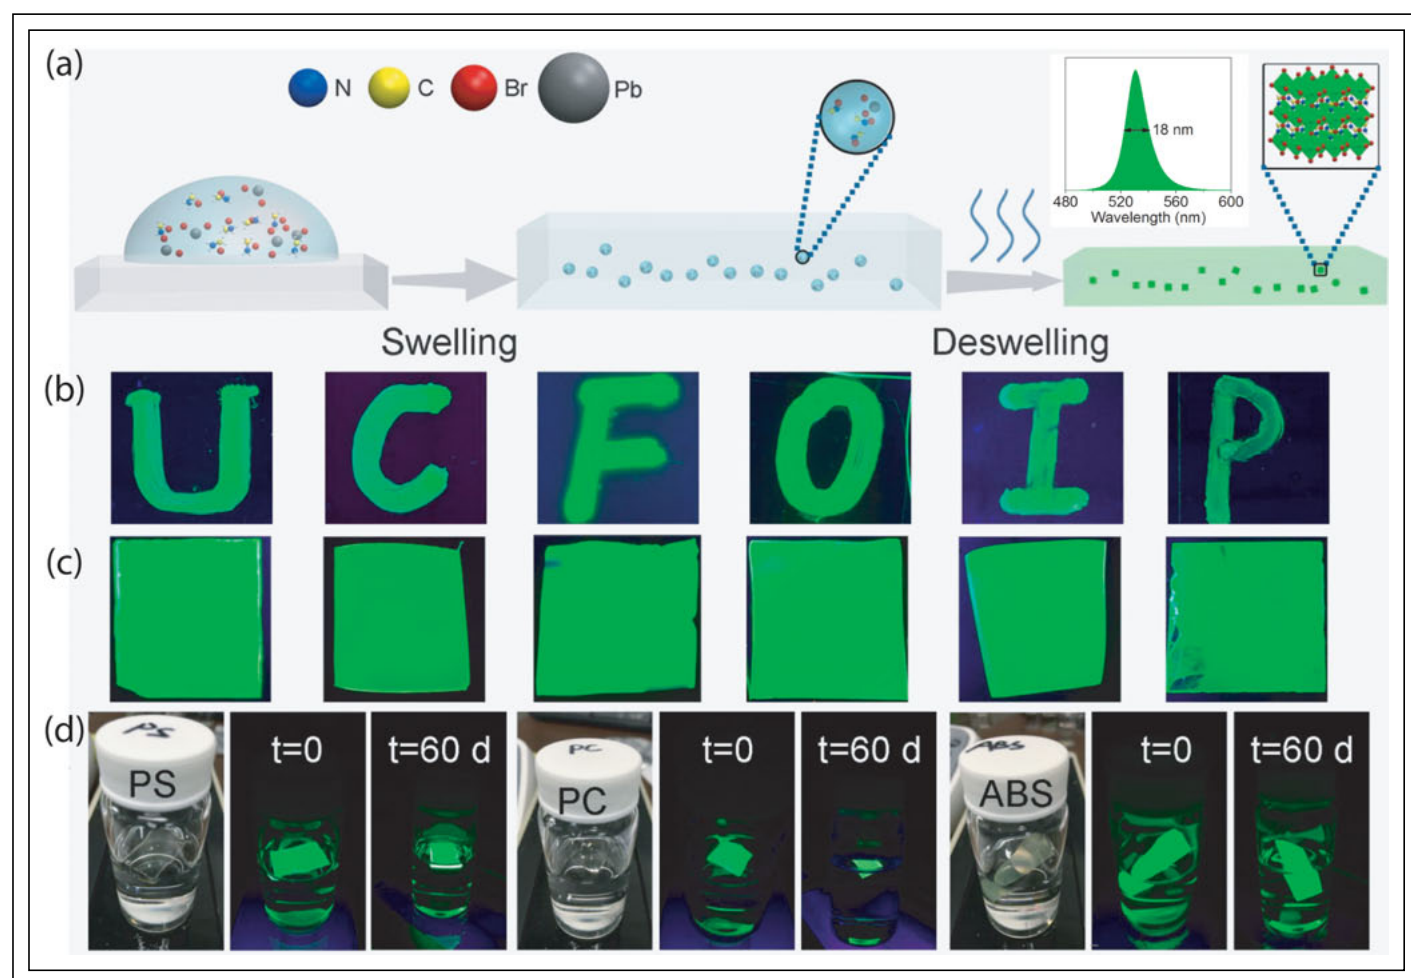 (a)
N C Br Pb
18 nm
480 520 560 600
Wavelength (nm)
Swelling Deswelling
(b)
U C F O I P
(c)
(d)
PS PC ABS
t=0 t=60 d t=0 t=60 d t=0 t=60 d
PS PC ABS